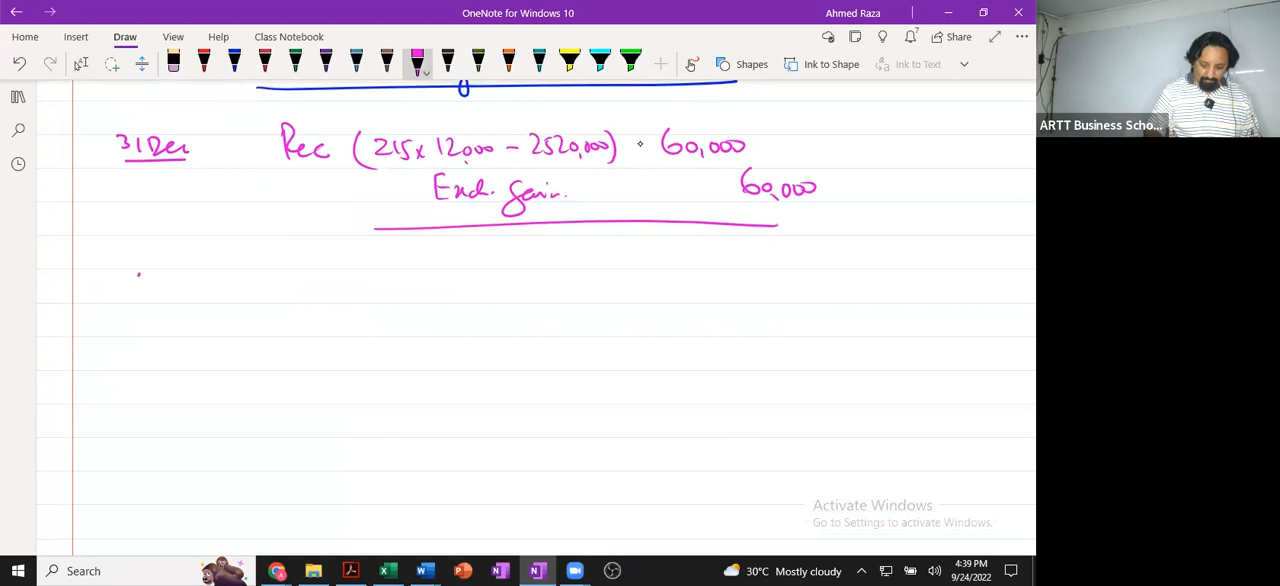 OneNote for Windows 10
Ahmed Raza
Home Insert Draw View Help Class Notebook
Share
Shapes Ink to Shape Ink to Text
31 Dec Rec (215x 12,000 - 2520,000) 60,000
Exch. gain. 60,000
ARTT Business Scho...
Activate Windows
Go to Settings to activate Windows.
Search
30°C Mostly cloudy
4:39 PM
9/24/2022